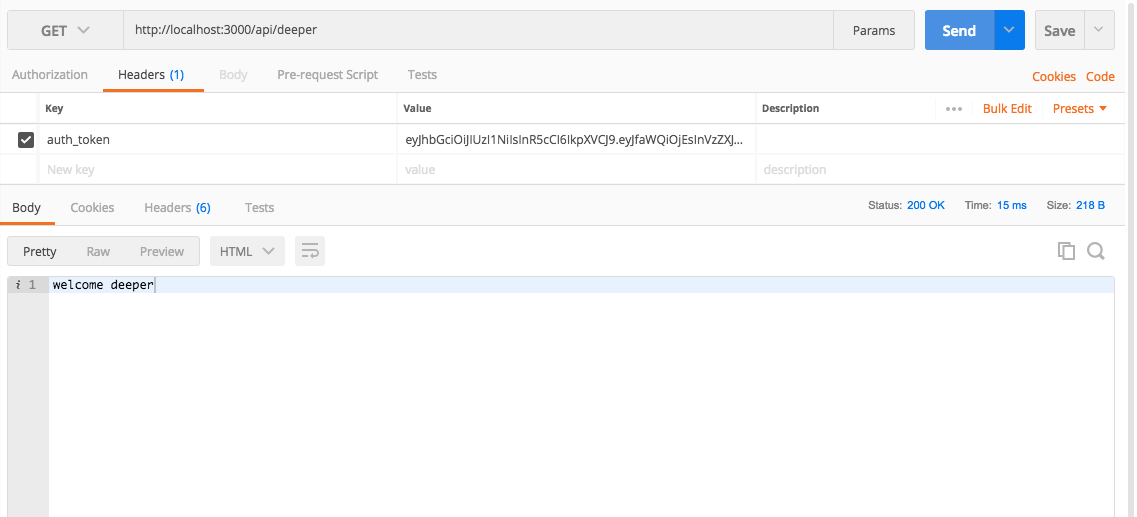 GET http://localhost:3000/api/deeper Params Send Save
Authorization Headers (1) Body Pre-request Script Tests Cookies Code
Key Value Description Bulk Edit Presets
auth_token eyJhbGciOiJIUzI1NiIsInR5cCI6IkpXVCJ9.eyJfaWQiOjEsInVzZXJ...
New key value description
Body Cookies Headers (6) Tests Status: 200 OK Time: 15 ms Size: 218 B
Pretty Raw Preview HTML
i 1 welcome deeper